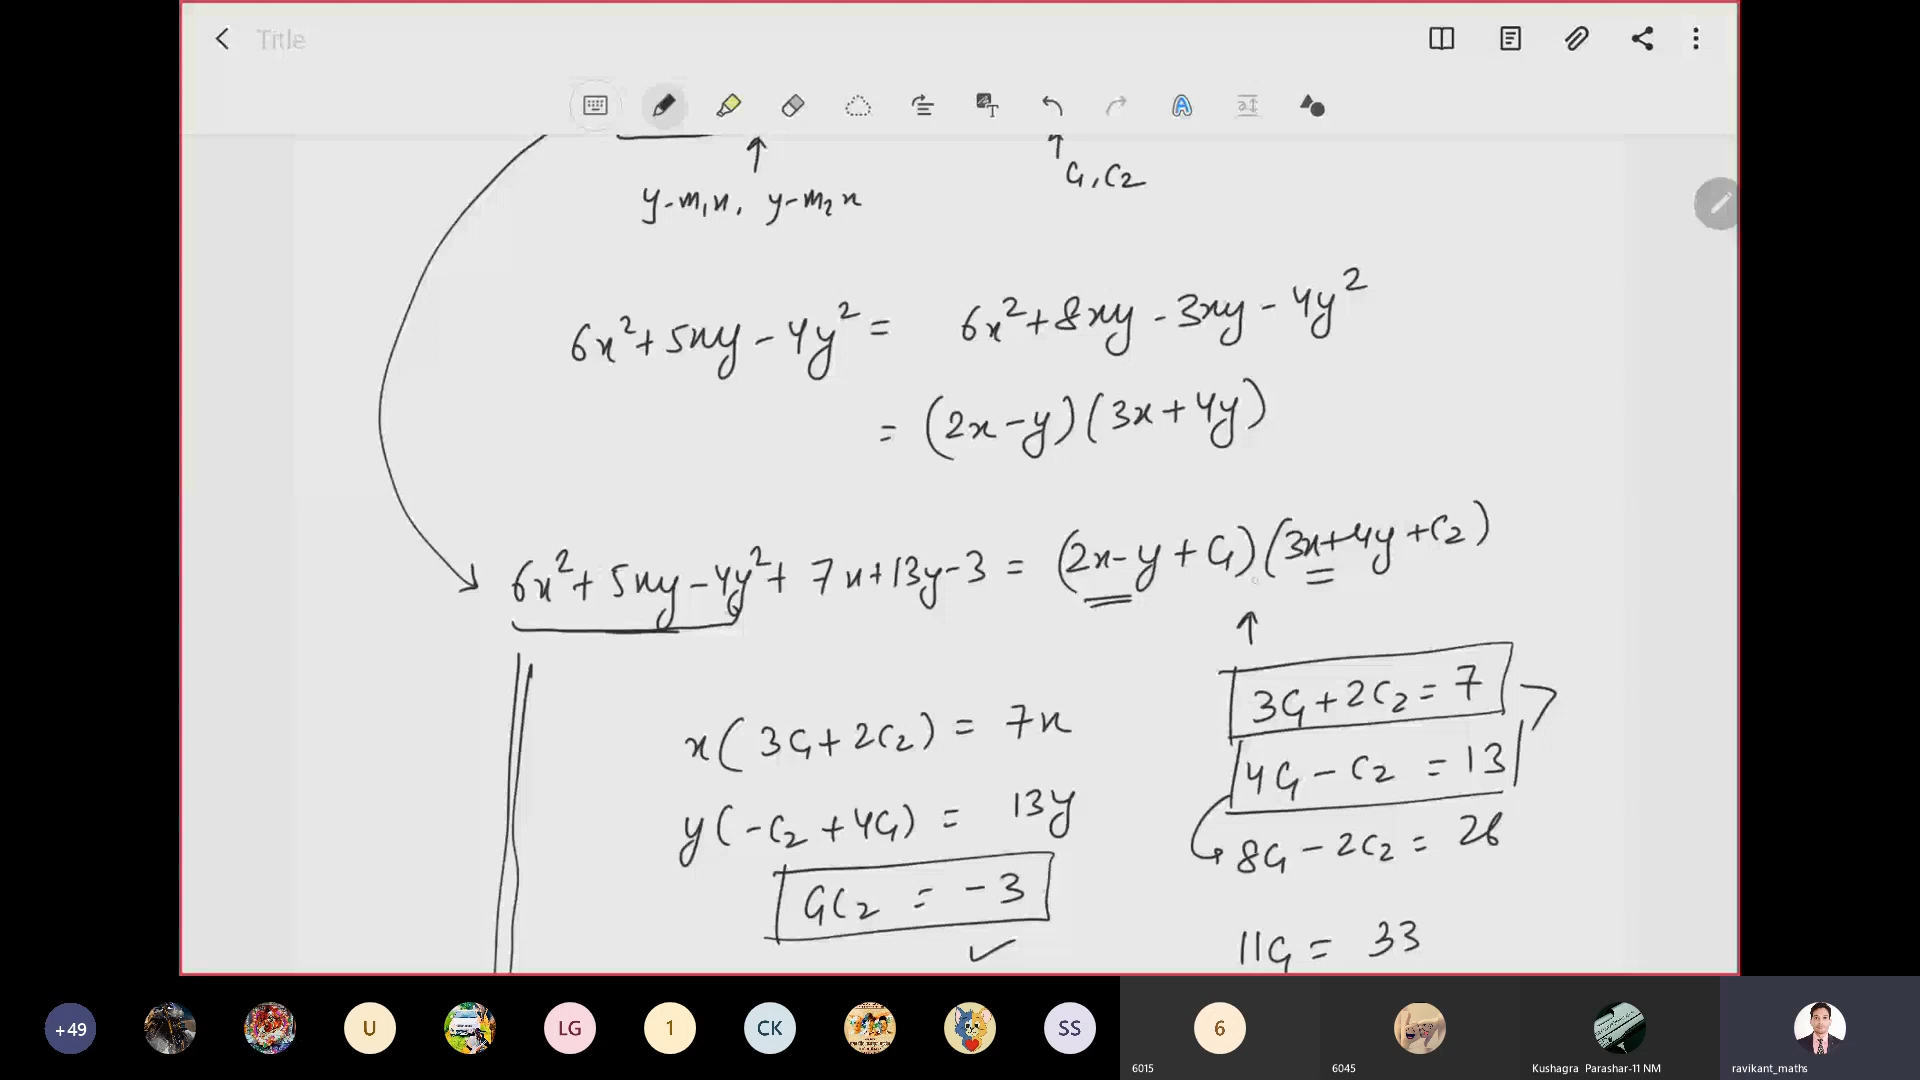 Title
C₁, C₂
y-m₁x, y-m₂x
6x²+5xy-4y² = 6x²+8xy-3xy-4y²
= (2x-y)(3x+4y)
6x²+5xy-4y²+7x+13y-3 = (2x-y+C₁)(3x+4y+C₂)
3C₁+2C₂=7
x(3C₁+2C₂) = 7x
4C₁-C₂ = 13
y(-C₂+4C₁) = 13y
8C₁-2C₂ = 26
C₁C₂ = -3
11C₁ = 33
+49
U
LG
1
CK
SS
6
6015
6045
Kushagra Parashar-11 NM
ravikant_maths